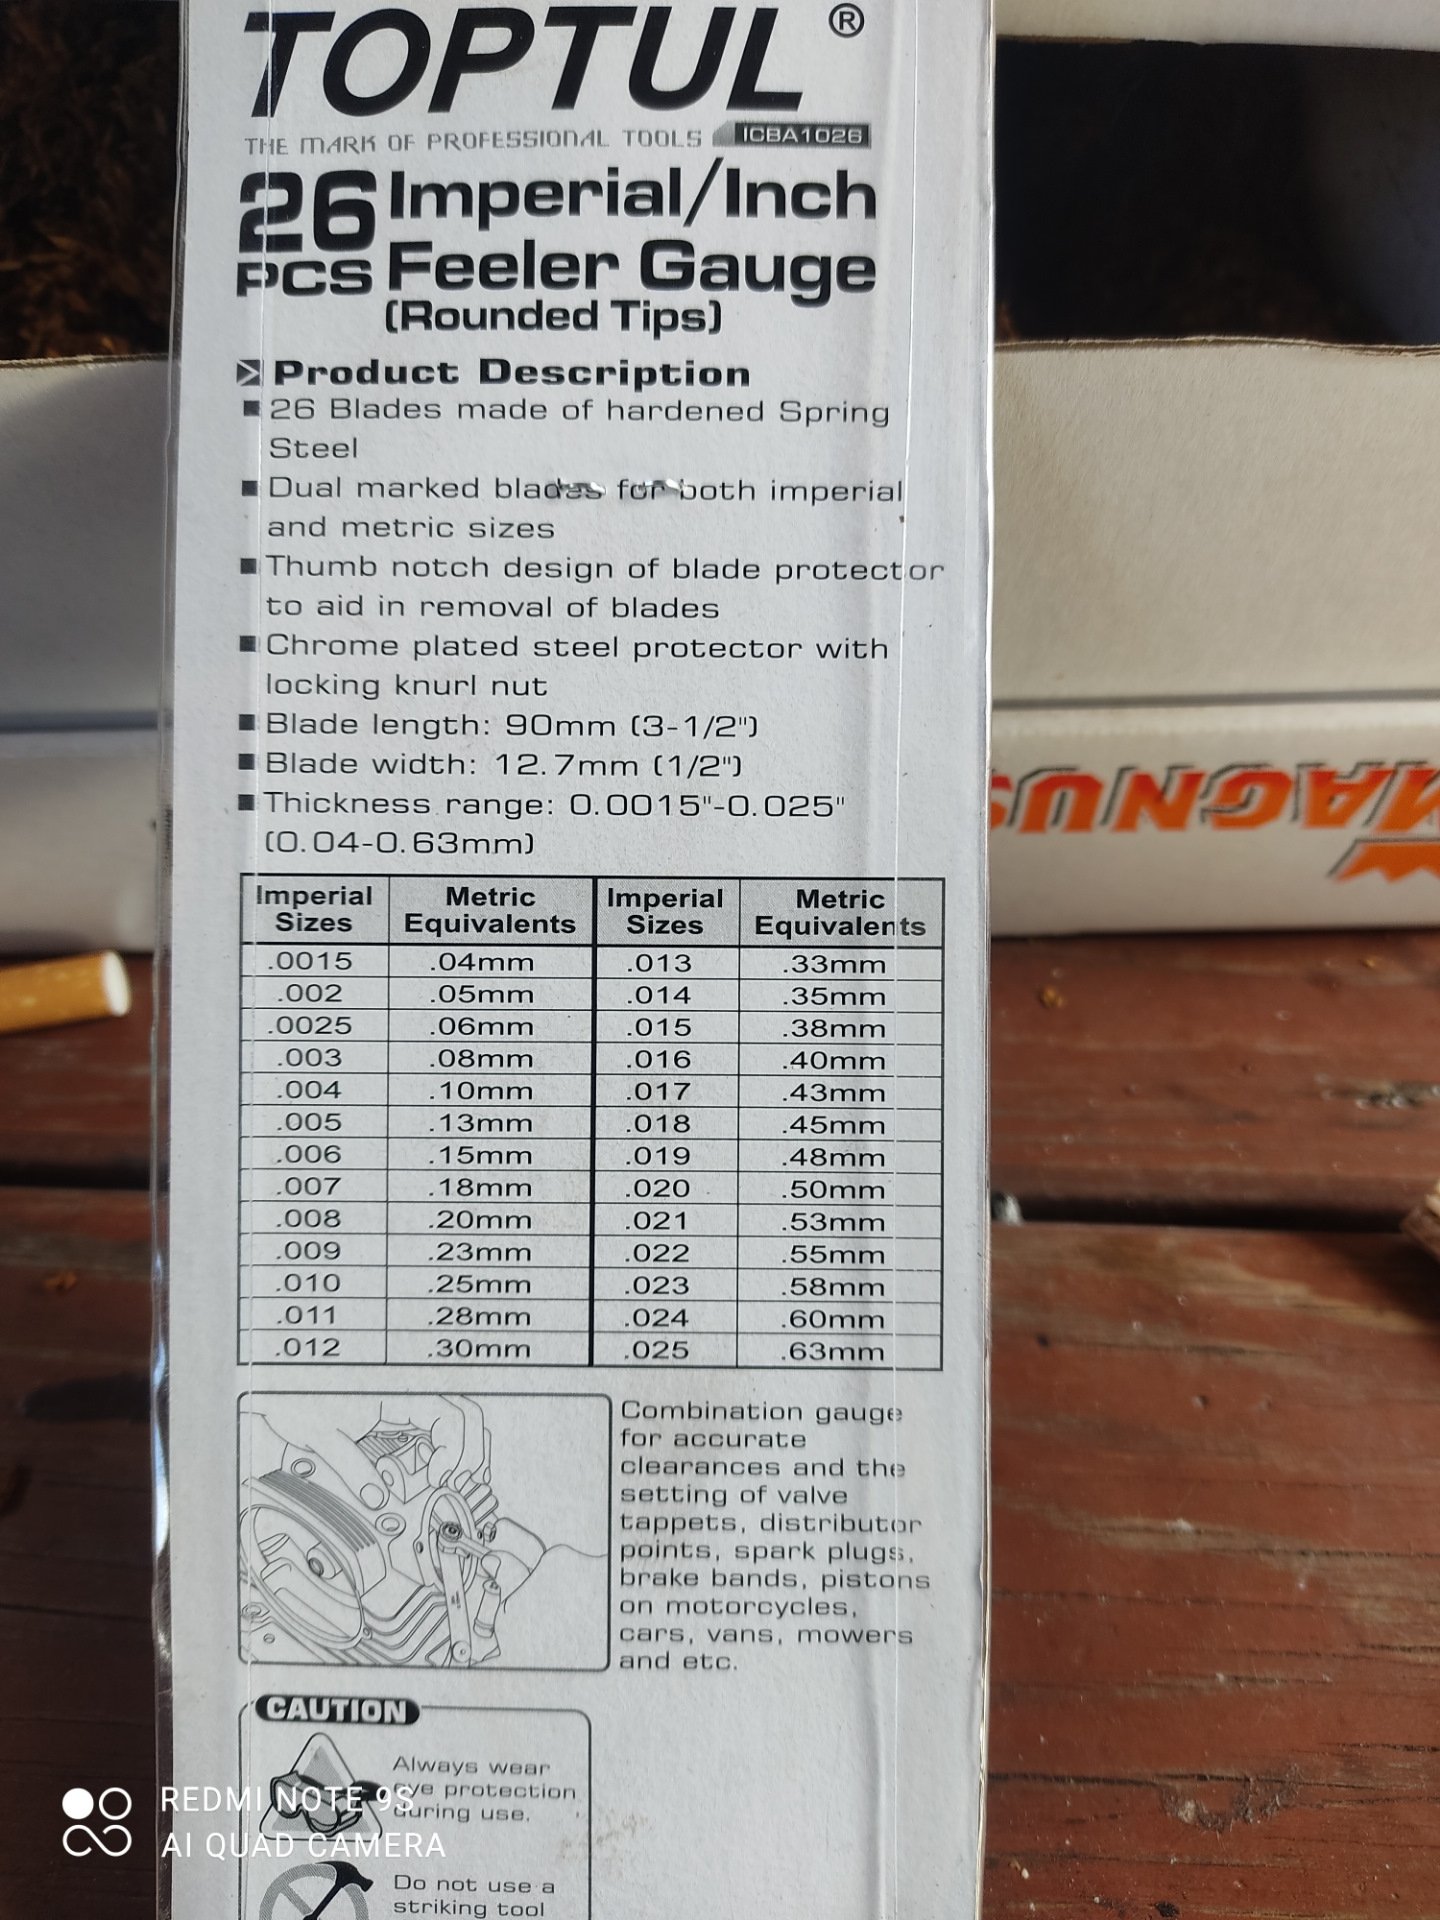 TOPTUL ®
THE MARK OF PROFESSIONAL TOOLS ICBA1026
26 PCS Imperial/Inch
Feeler Gauge
(Rounded Tips)
Product Description
■ 26 Blades made of hardened Spring
Steel
■ Dual marked blades for both imperial
and metric sizes
■ Thumb notch design of blade protector
to aid in removal of blades
■ Chrome plated steel protector with
locking knurl nut
■ Blade length: 90mm (3-1/2")
■ Blade width: 12.7mm (1/2")
■ Thickness range: 0.0015"-0.025"
(0.04-0.63mm)
Imperial Sizes Metric Equivalents Imperial Sizes Metric Equivalents
.0015 .04mm .013 .33mm
.002 .05mm .014 .35mm
.0025 .06mm .015 .38mm
.003 .08mm .016 .40mm
.004 .10mm .017 .43mm
.005 .13mm .018 .45mm
.006 .15mm .019 .48mm
.007 .18mm .020 .50mm
.008 .20mm .021 .53mm
.009 .23mm .022 .55mm
.010 .25mm .023 .58mm
.011 .28mm .024 .60mm
.012 .30mm .025 .63mm
Combination gauge
for accurate
clearances and the
setting of valve
tappets, distributor
points, spark plugs,
brake bands, pistons
on motorcycles,
cars, vans, mowers
and etc.
CAUTION
Always wear
eye protection
during use.
Do not use a
striking tool
MAGNUS
REDMI NOTE 9S
AI QUAD CAMERA